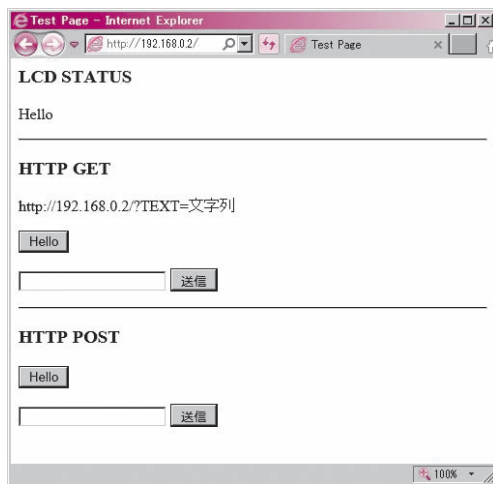 Test Page - Internet Explorer
http://192.168.0.2/ Test Page
LCD STATUS
Hello
HTTP GET
http://192.168.0.2/?TEXT=文字列
Hello
送信
HTTP POST
Hello
送信
100%